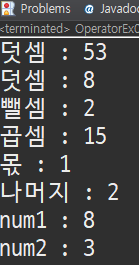 Problems @ Javadoc
<terminated> OperatorEx0
덧셈 : 53
덧셈 : 8
뺄셈 : 2
곱셈 : 15
몫 : 1
나머지 : 2
num1 : 8
num2 : 3